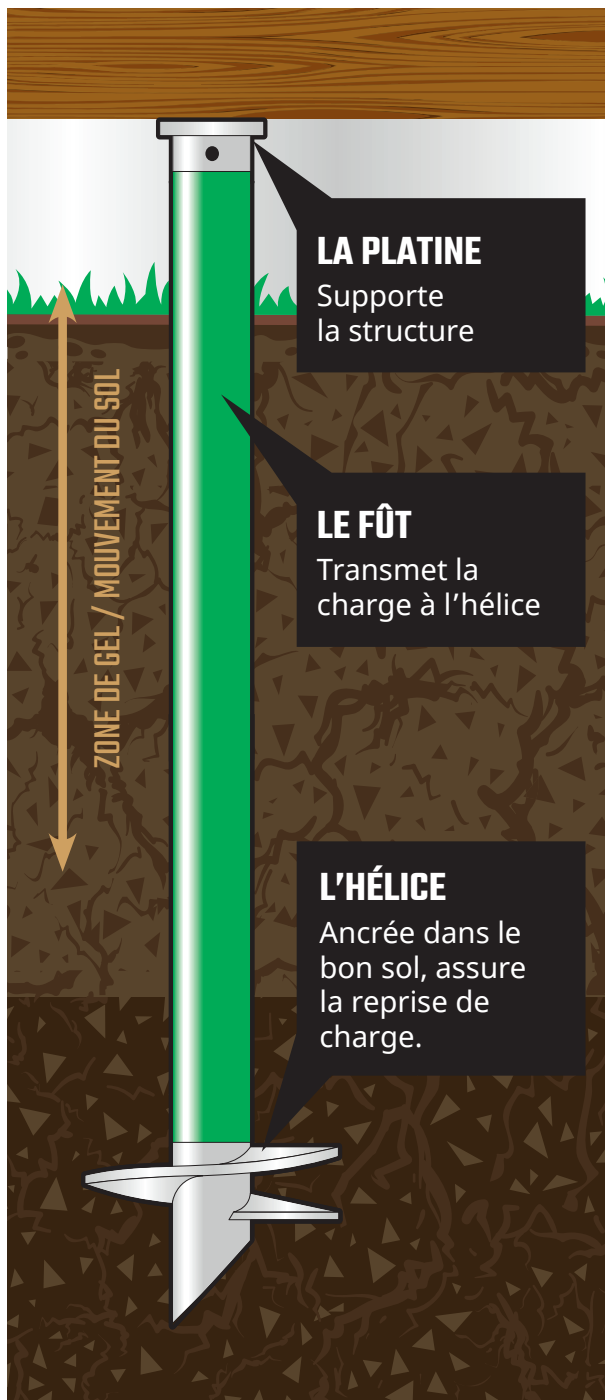 LA PLATINE
Supporte
la structure
ZONE DE GEL / MOUVEMENT DU SOL
LE FÛT
Transmet la
charge à l’hélice
L’HÉLICE
Ancrée dans le
bon sol, assure
la reprise de
charge.